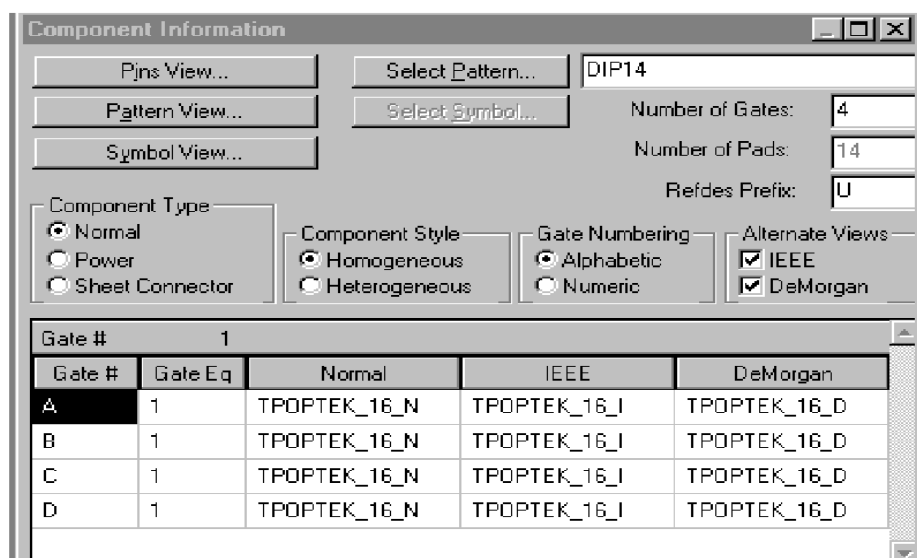 Component Information
Pins View...
Select Pattern...
DIP14
Pattern View...
Select Symbol...
Number of Gates:
4
Symbol View...
Number of Pads:
14
Refdes Prefix:
U
Component Type
Normal
Power
Sheet Connector
Component Style
Homogeneous
Heterogeneous
Gate Numbering
Alphabetic
Numeric
Alternate Views
IEEE
DeMorgan
Gate # 1
Gate # Gate Eq Normal IEEE DeMorgan
A 1 TPOPTEK_16_N TPOPTEK_16_I TPOPTEK_16_D
B 1 TPOPTEK_16_N TPOPTEK_16_I TPOPTEK_16_D
C 1 TPOPTEK_16_N TPOPTEK_16_I TPOPTEK_16_D
D 1 TPOPTEK_16_N TPOPTEK_16_I TPOPTEK_16_D